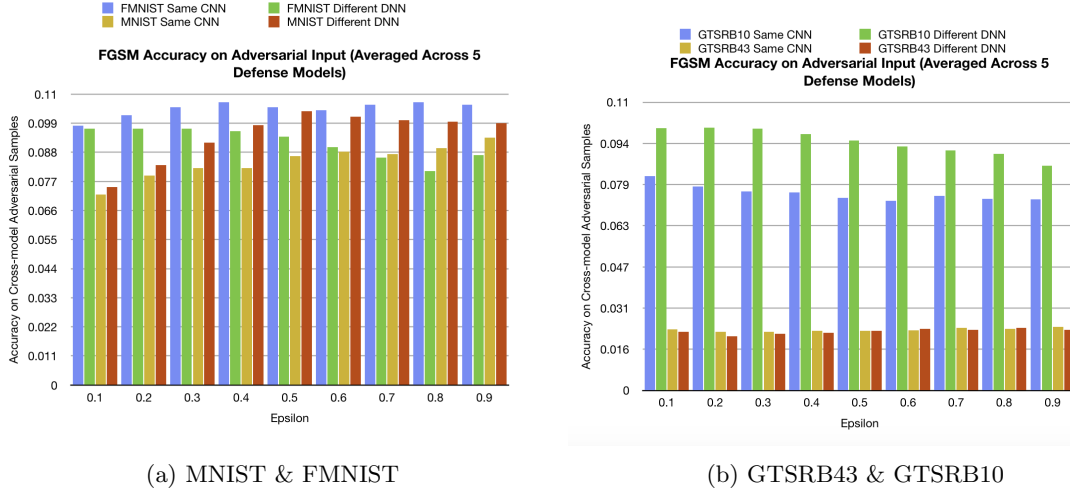 FMNIST Same CNN
FMNIST Different DNN
MNIST Same CNN
MNIST Different DNN
FGSM Accuracy on Adversarial Input (Averaged Across 5
Defense Models)
Accuracy on Cross-model Adversarial Samples
0.11
0.099
0.088
0.077
0.066
0.055
0.044
0.033
0.022
0.011
0
0.1 0.2 0.3 0.4 0.5 0.6 0.7 0.8 0.9
Epsilon
(a) MNIST & FMNIST
GTSRB10 Same CNN
GTSRB10 Different DNN
GTSRB43 Same CNN
GTSRB43 Different DNN
FGSM Accuracy on Adversarial Input (Averaged Across 5
Defense Models)
Accuracy on Cross-model Adversarial Samples
0.11
0.094
0.079
0.063
0.047
0.031
0.016
0
0.1 0.2 0.3 0.4 0.5 0.6 0.7 0.8 0.9
Epsilon
(b) GTSRB43 & GTSRB10